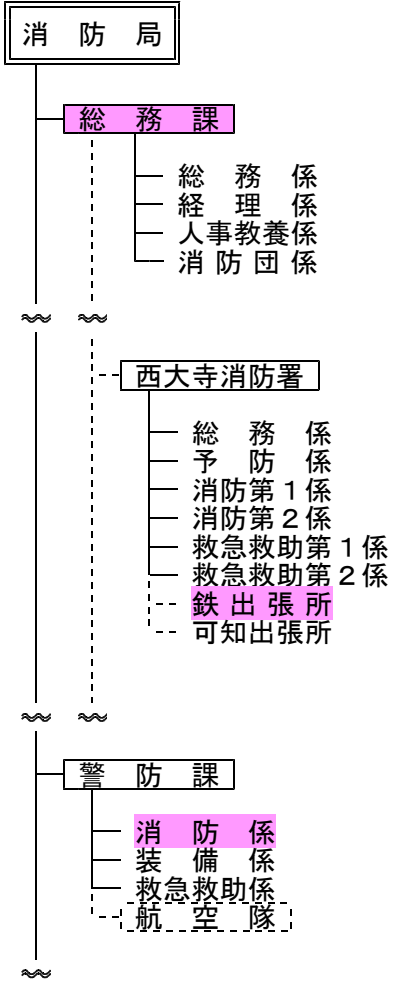 消防局
総務課
総務係
経理係
人事教養係
消防団係
西大寺消防署
総務係
予防係
消防第１係
消防第２係
救急救助第１係
救急救助第２係
鉄出張所
可知出張所
警防課
消防係
装備係
救急救助係
航空隊